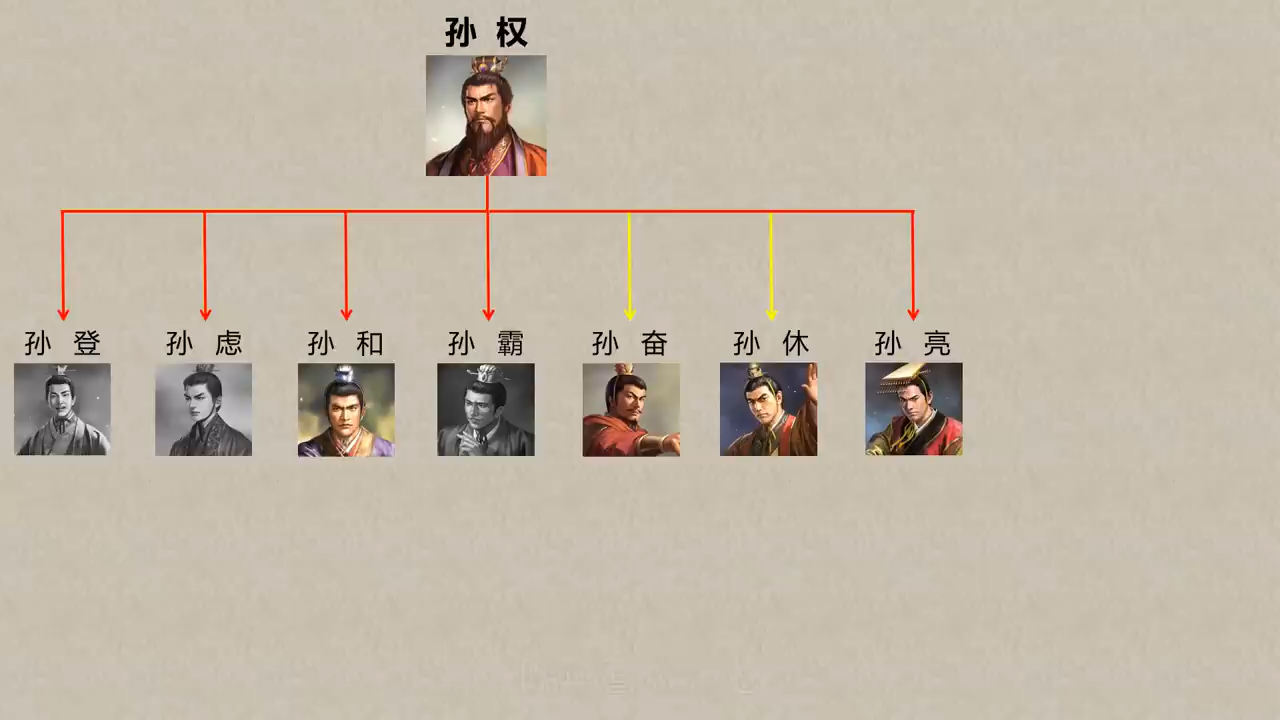 孙 权
孙 登 孙 虑 孙 和 孙 霸 孙 奋 孙 休 孙 亮